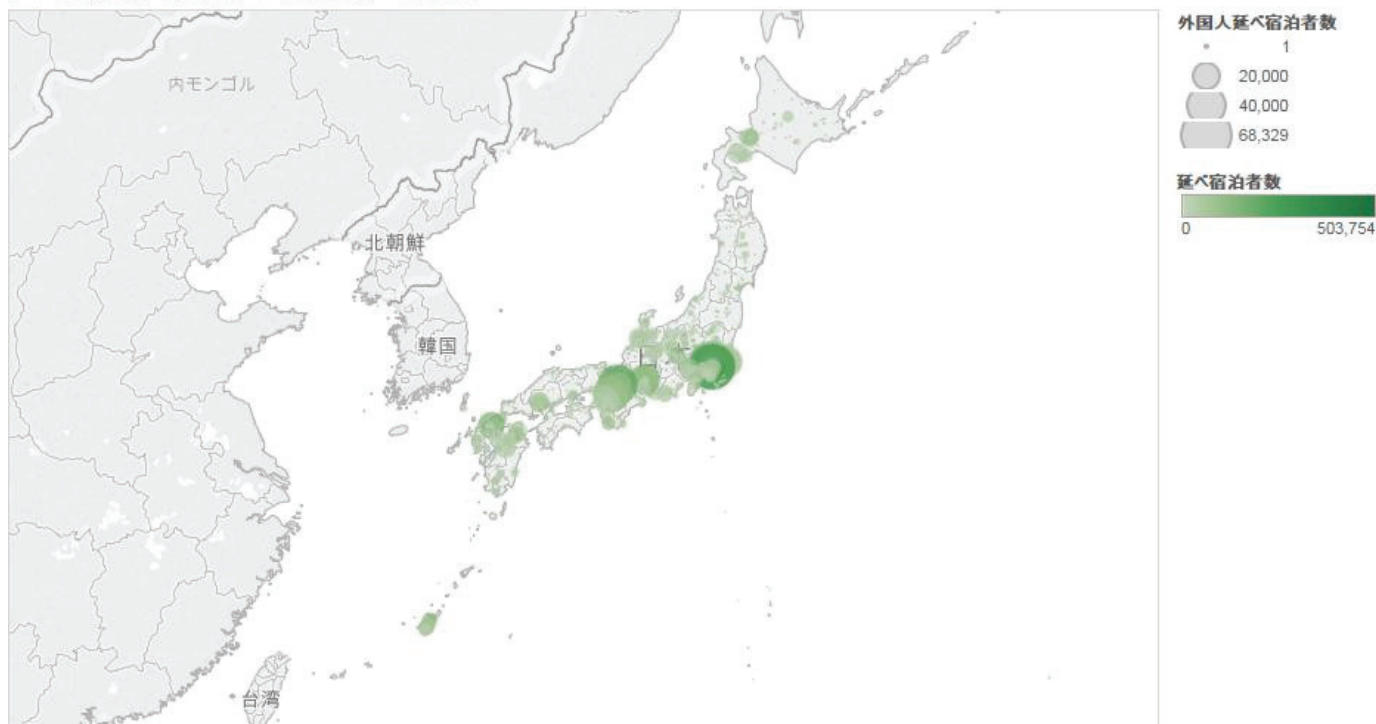 内モンゴル
北朝鮮
韓国
台湾
外国人延べ宿泊者数
1
20,000
40,000
68,329
延べ宿泊者数
0
503,754